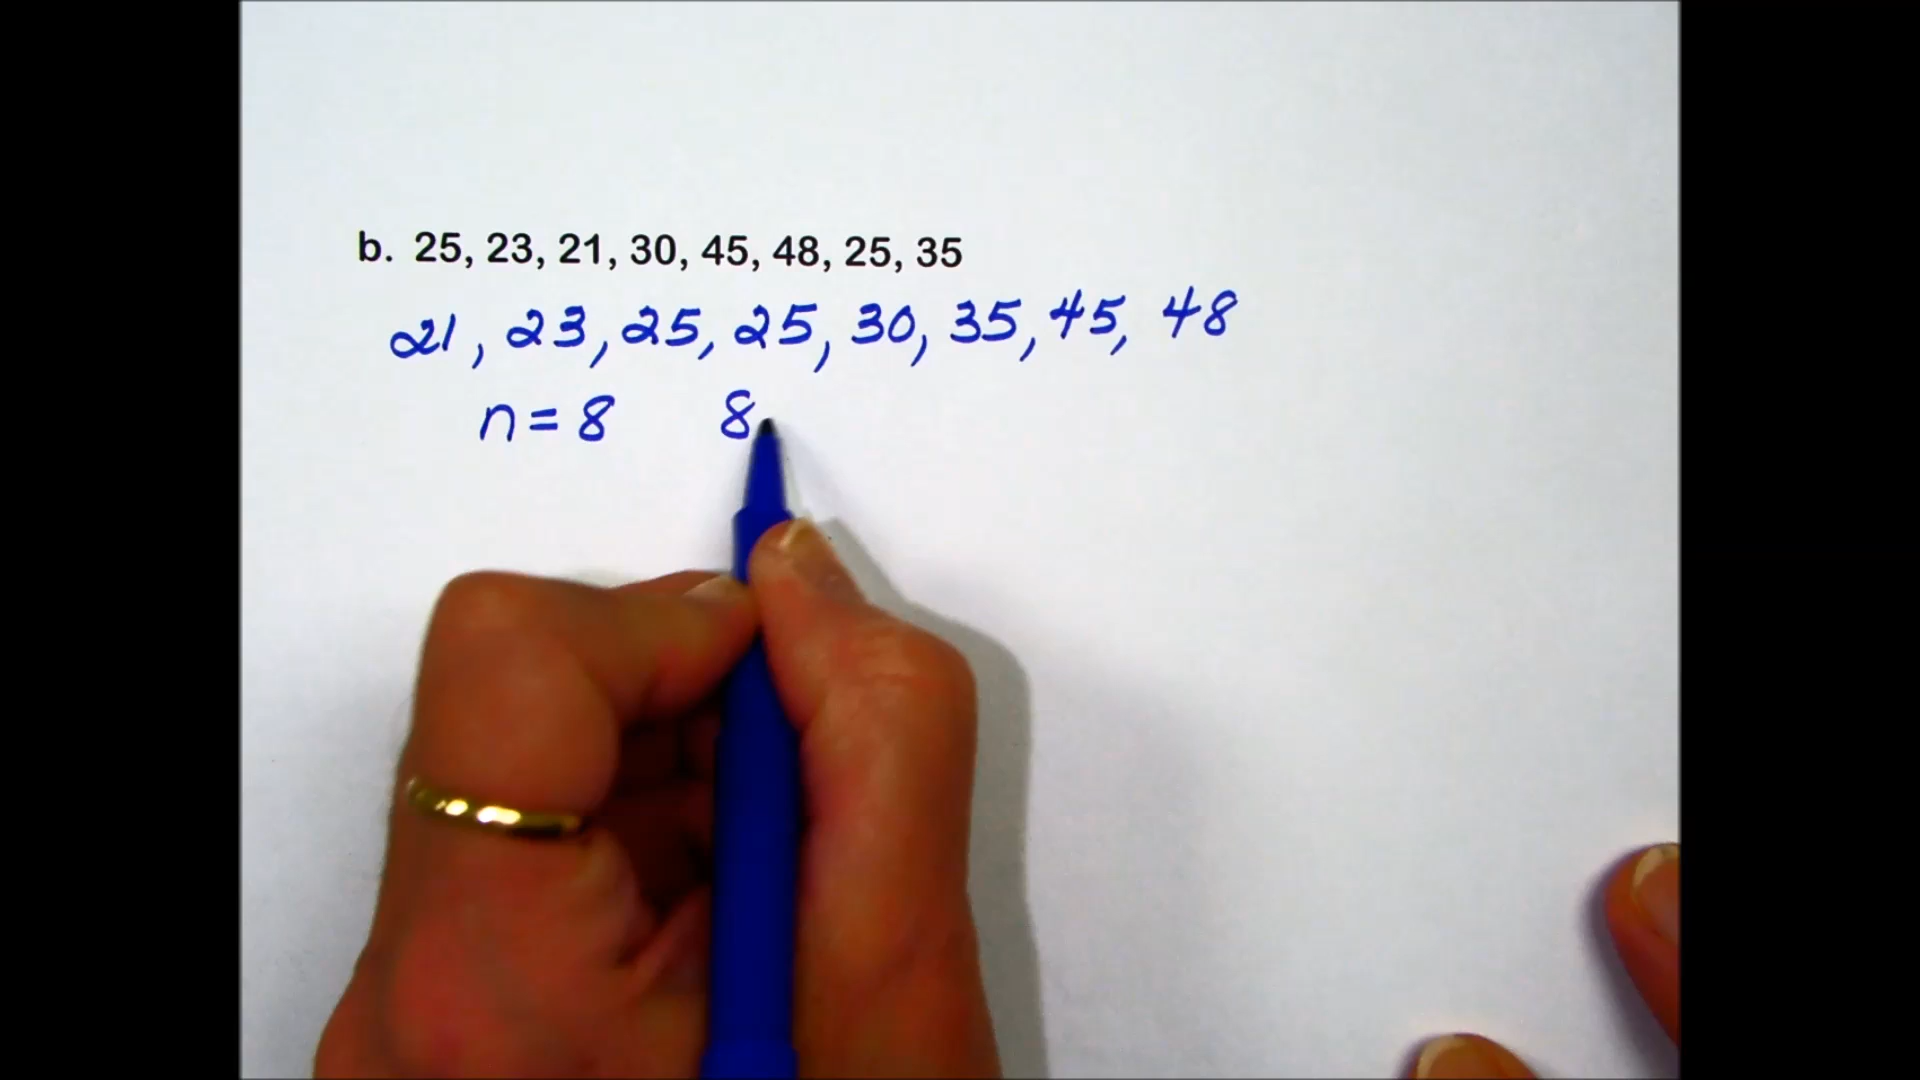 b. 25, 23, 21, 30, 45, 48, 25, 35
21, 23, 25, 25, 30, 35, 45, 48
n = 8 8